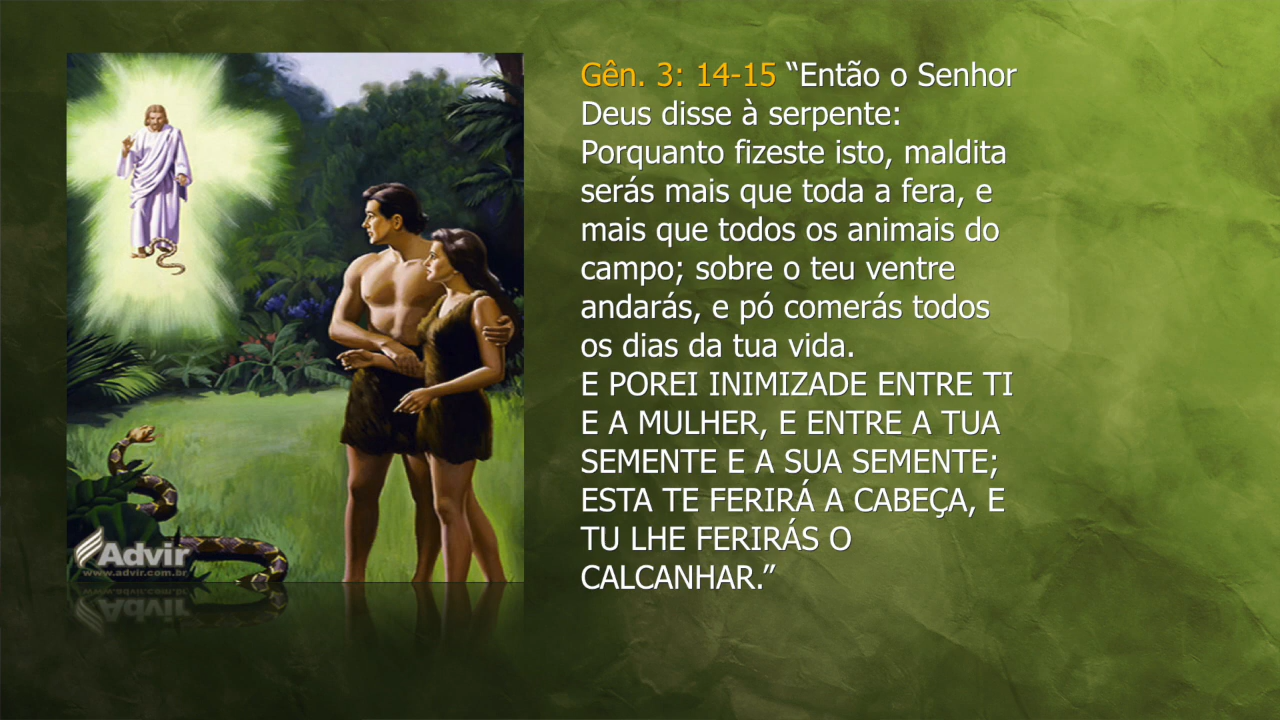 Gên. 3: 14-15 “Então o Senhor
Deus disse à serpente:
Porquanto fizeste isto, maldita
serás mais que toda a fera, e
mais que todos os animais do
campo; sobre o teu ventre
andarás, e pó comerás todos
os dias da tua vida.
E POREI INIMIZADE ENTRE TI
E A MULHER, E ENTRE A TUA
SEMENTE E A SUA SEMENTE;
ESTA TE FERIRÁ A CABEÇA, E
TU LHE FERIRÁS O
CALCANHAR.”
Advir
www.advir.com.br